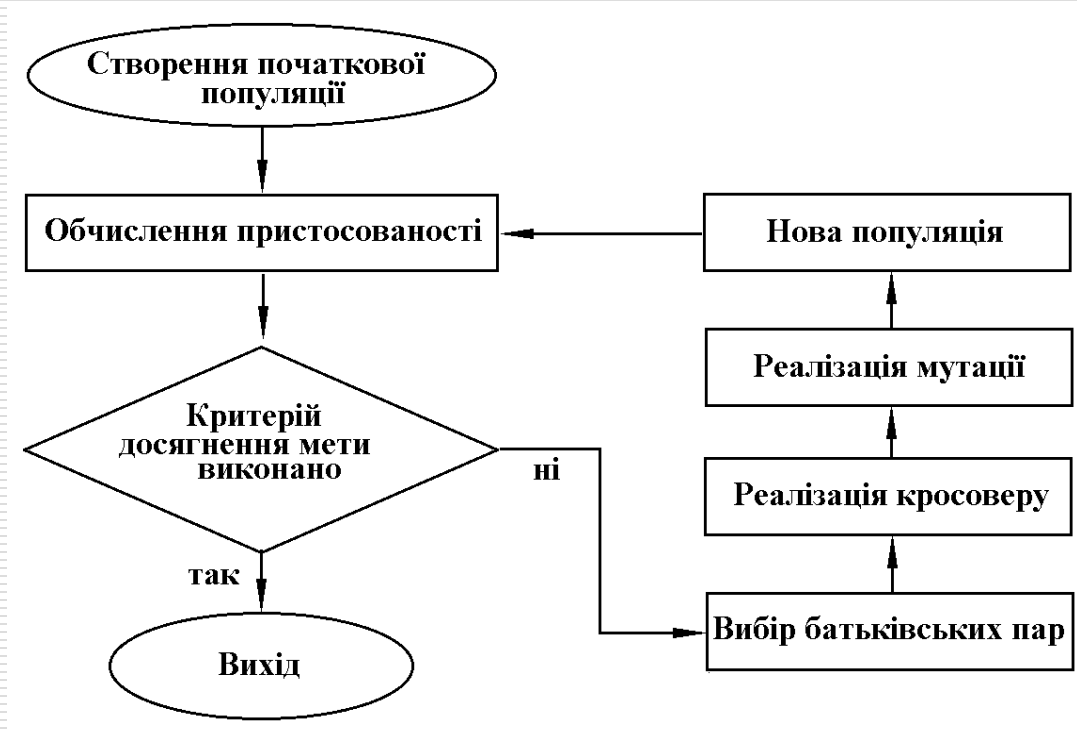 Створення початкової
популяції
Обчислення пристосованості
Критерій
досягнення мети
виконано
так
Вихід
ні
Нова популяція
Реалізація мутації
Реалізація кросоверу
Вибір батьківських пар